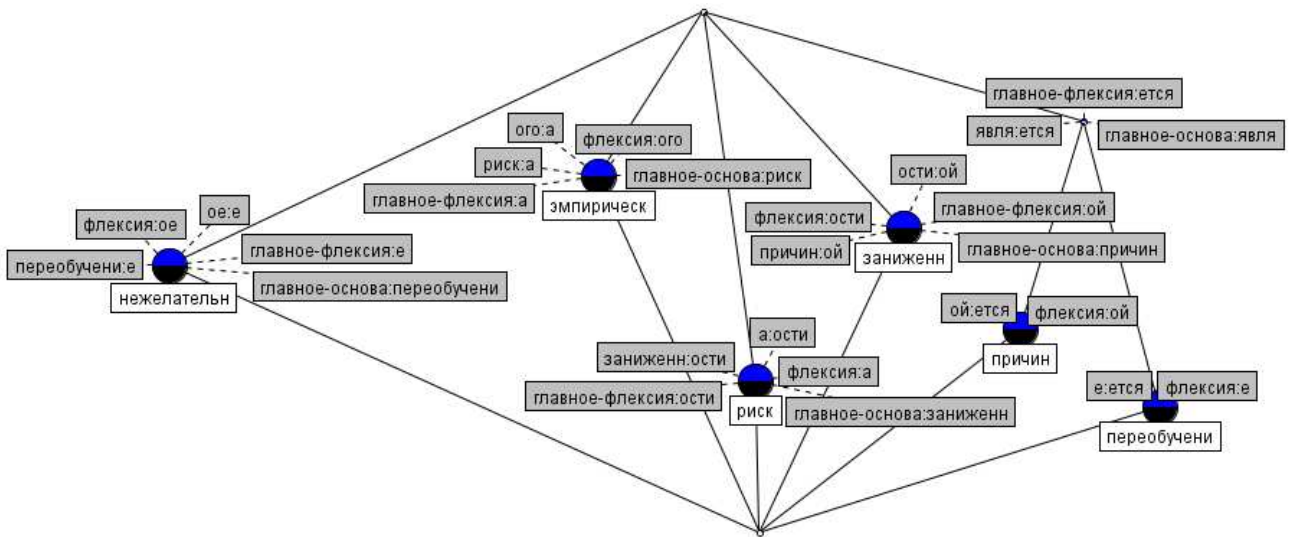 главное-флексия:ется
явля:ется
главное-основа:явля
ого:а
флексия:ого
риск:а
главное-основа:риск
главное-флексия:а
эмпирическ
ости:ой
флексия:ости
главное-флексия:ой
причин:ой
главное-основа:причин
заниженн
флексия:ое
ое:е
переобучени:е
главное-флексия:е
главное-основа:переобучени
нежелательн
ой:ется
флексия:ой
причин
а:ости
заниженн:ости
флексия:а
главное-флексия:ости
главное-основа:заниженн
риск
е:ется
флексия:е
переобучени